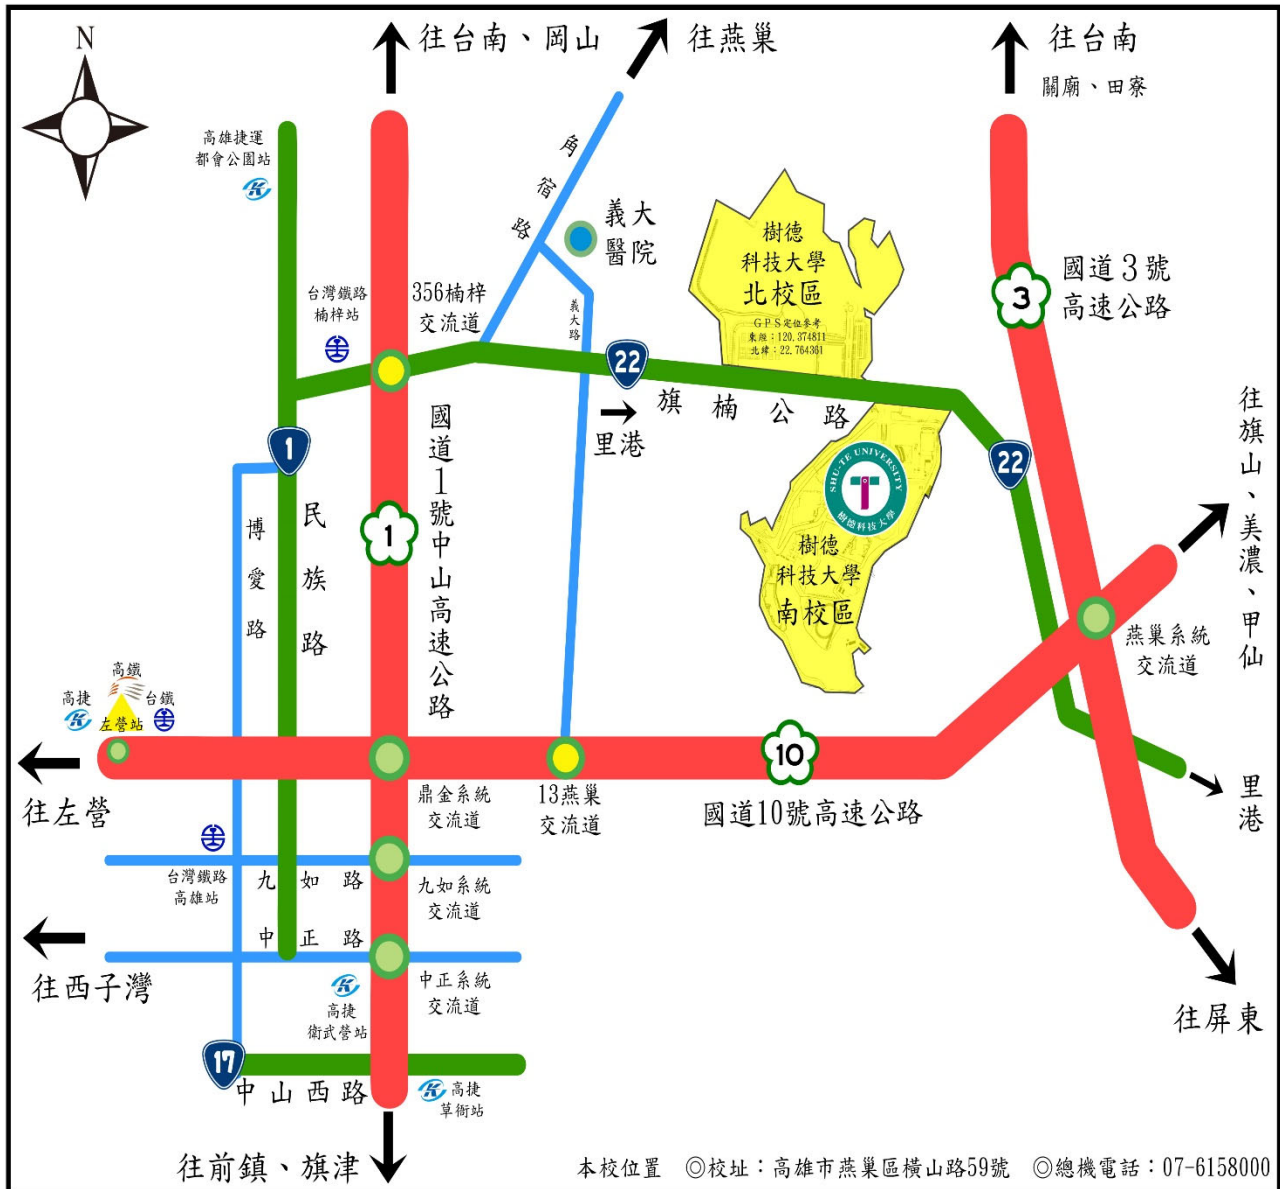 N
往台南、岡山
往燕巢
往台南
關廟、田寮
高雄捷運
都會公園站
角宿路
義大
醫院
樹德
科技大學
北校區
GPS定位參考
東經：120.374811
北緯：22.764361
國道3號
高速公路
3
台灣鐵路
楠梓站
356楠梓
交流道
義大路
22
旗楠公路
里港
1
22
往旗山、美濃、甲仙
民族路
博愛路
1
國道1號中山高速公路
SHU-TE UNIVERSITY
樹德科技大學
樹德
科技大學
南校區
燕巢系統
交流道
高鐵
高捷
台鐵
左營站
10
往左營
鼎金系統
交流道
13燕巢
交流道
國道10號高速公路
里港
台灣鐵路
高雄站
九如路
九如系統
交流道
中正路
往西子灣
中正系統
交流道
高捷
衛武營站
往屏東
17
中山西路
高捷
草衙站
往前鎮、旗津
本校位置　◎校址：高雄市燕巢區橫山路59號　◎總機電話：07-6158000